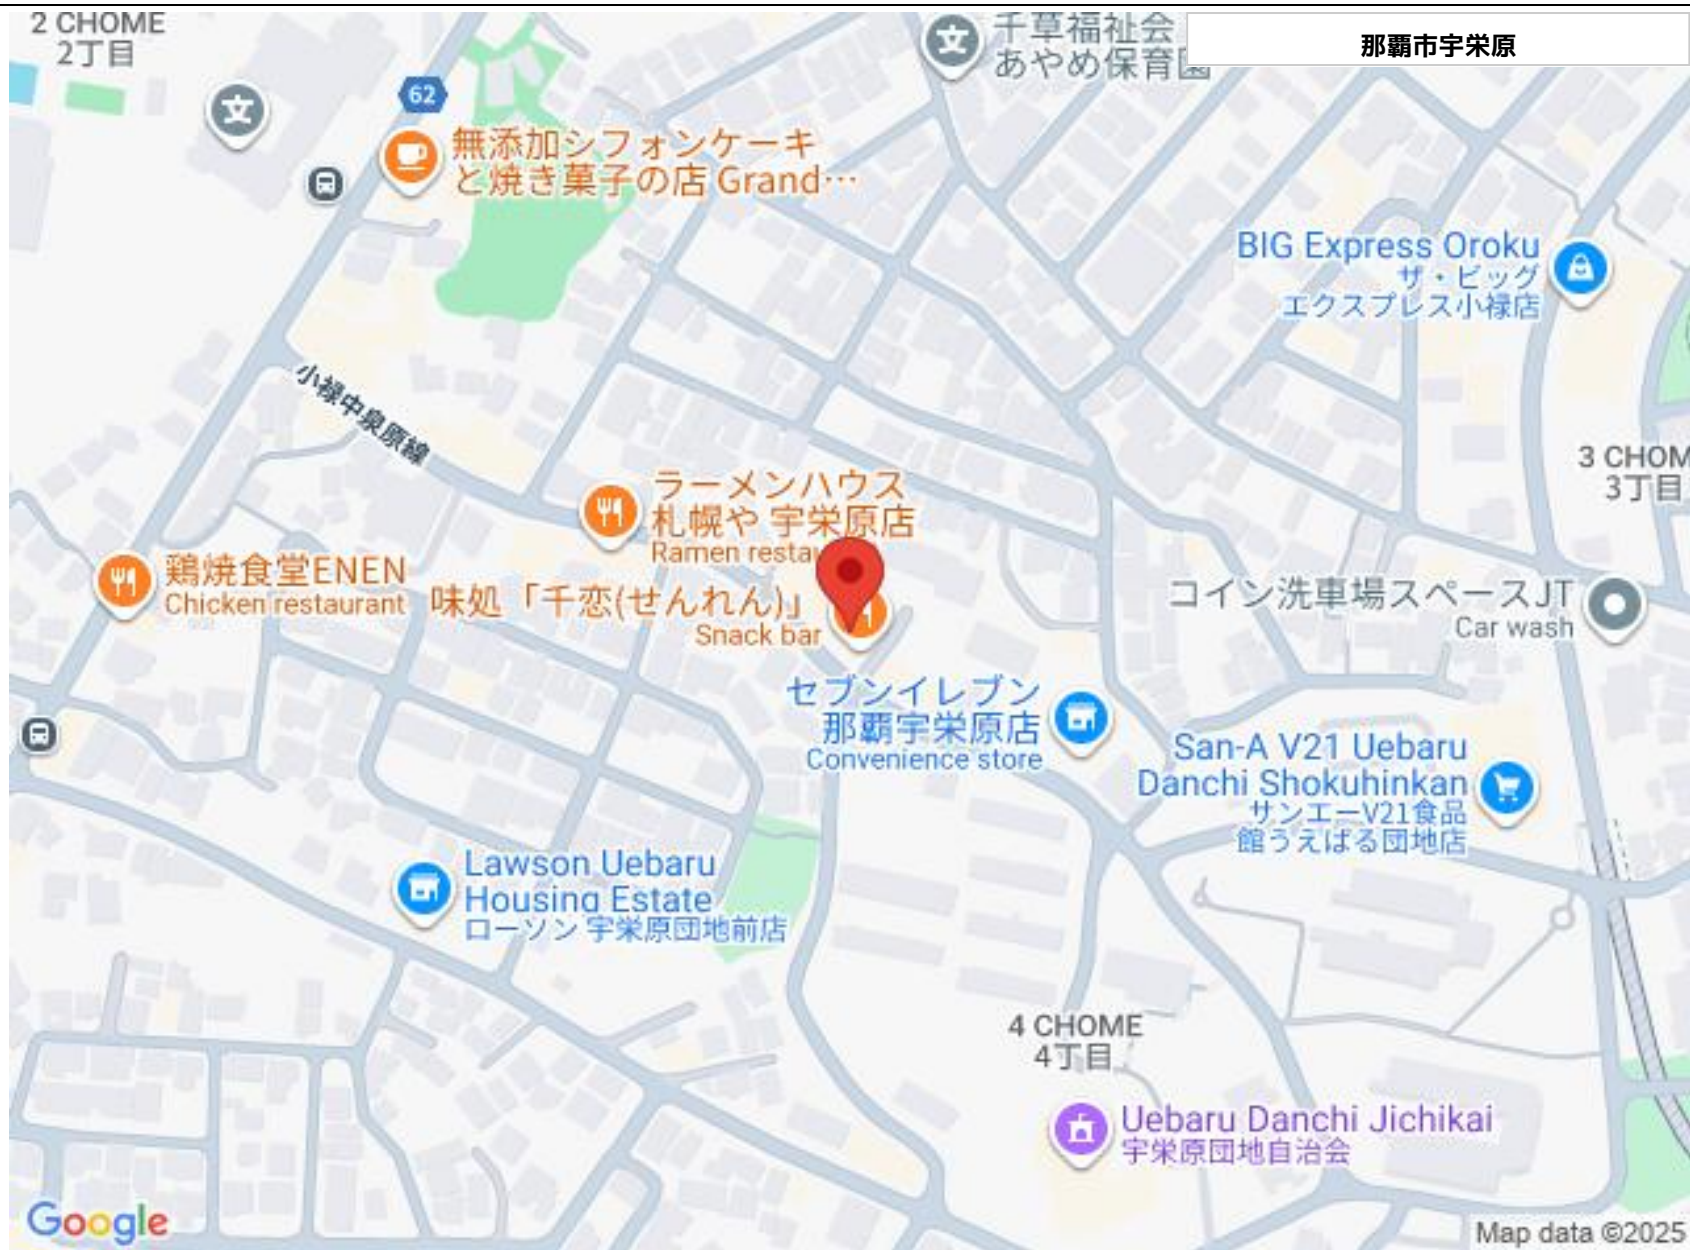 2 CHOME
2丁目
千草福祉会
あやめ保育園
那覇市宇栄原
文
文
62
無添加シフォンケーキ
と焼き菓子の店 Grand…
BIG Express Oroku
ザ・ビッグ
エクスプレス小禄店
小禄中泉原線
3 CHOM
3丁目
ラーメンハウス
札幌や 宇栄原店
Ramen restau
鶏焼食堂ENEN
Chicken restaurant
味処「千恋(せんれん)」
Snack bar
コイン洗車場スペースJT
Car wash
セブンイレブン
那覇宇栄原店
Convenience store
San-A V21 Uebaru
Danchi Shokuhinkan
サンエーV21食品
館うえばる団地店
Lawson Uebaru
Housing Estate
ローソン 宇栄原団地前店
4 CHOME
4丁目
Uebaru Danchi Jichikai
宇栄原団地自治会
Google
Map data ©2025